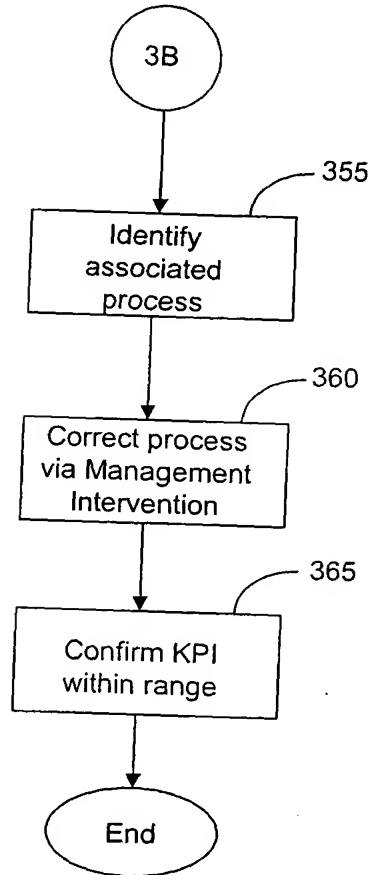 3B
355
Identify
associated
process
360
Correct process
via Management
Intervention
365
Confirm KPI
within range
End